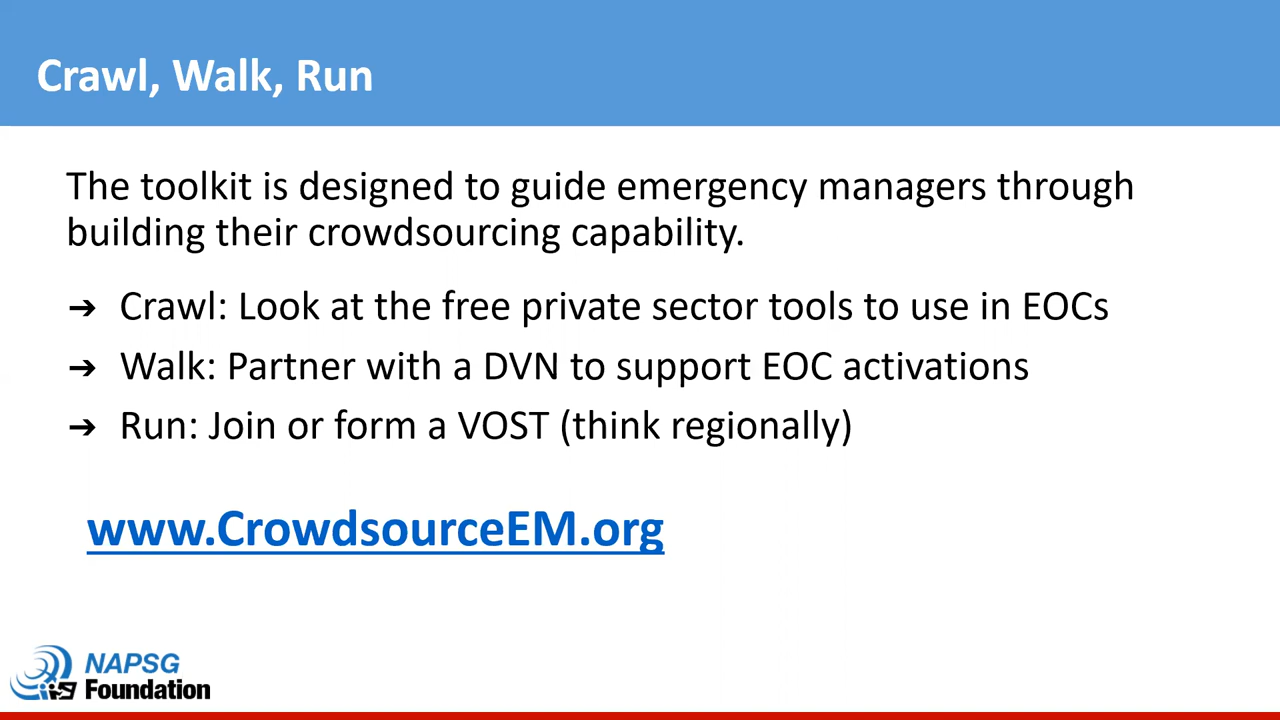 Crawl, Walk, Run
The toolkit is designed to guide emergency managers through
building their crowdsourcing capability.
➔ Crawl: Look at the free private sector tools to use in EOCs
➔ Walk: Partner with a DVN to support EOC activations
➔ Run: Join or form a VOST (think regionally)
www.CrowdsourceEM.org
NAPSG
Foundation